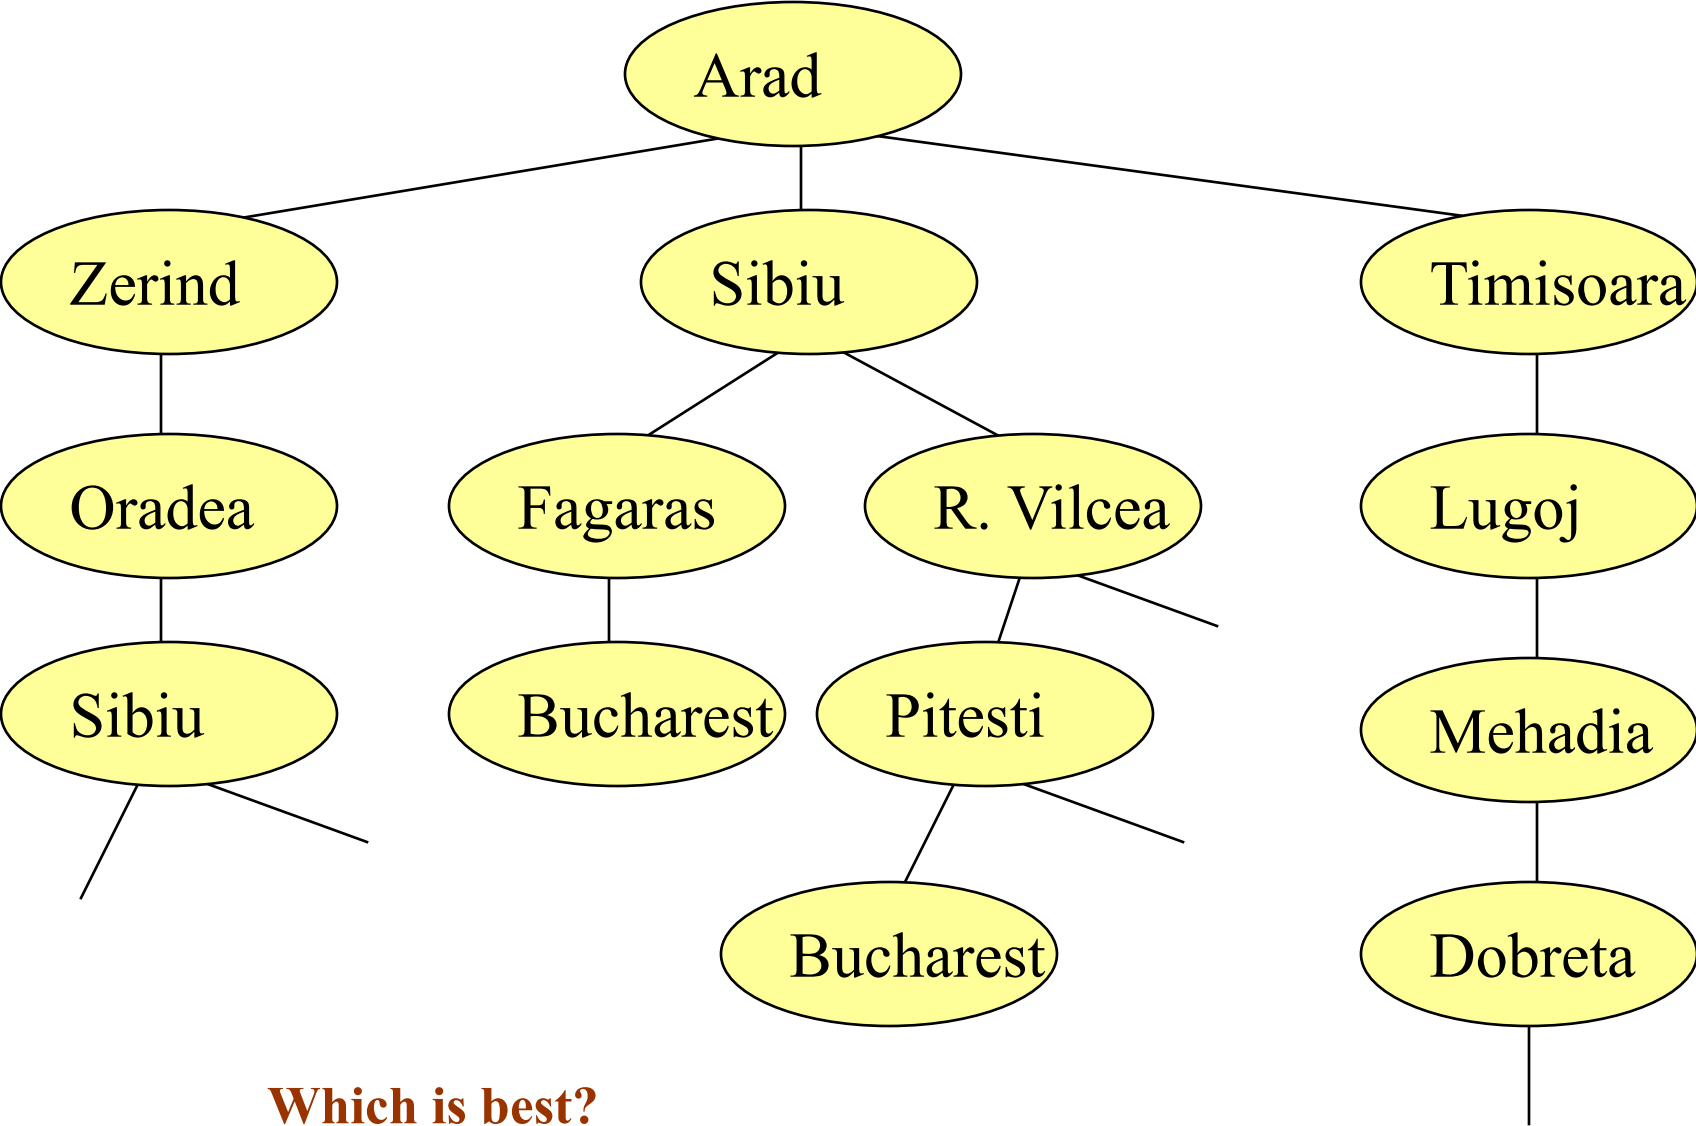 Arad
Zerind
Sibiu
Timisoara
Oradea
Fagaras
R. Vilcea
Lugoj
Sibiu
Bucharest
Pitesti
Mehadia
Bucharest
Dobreta
Which is best?